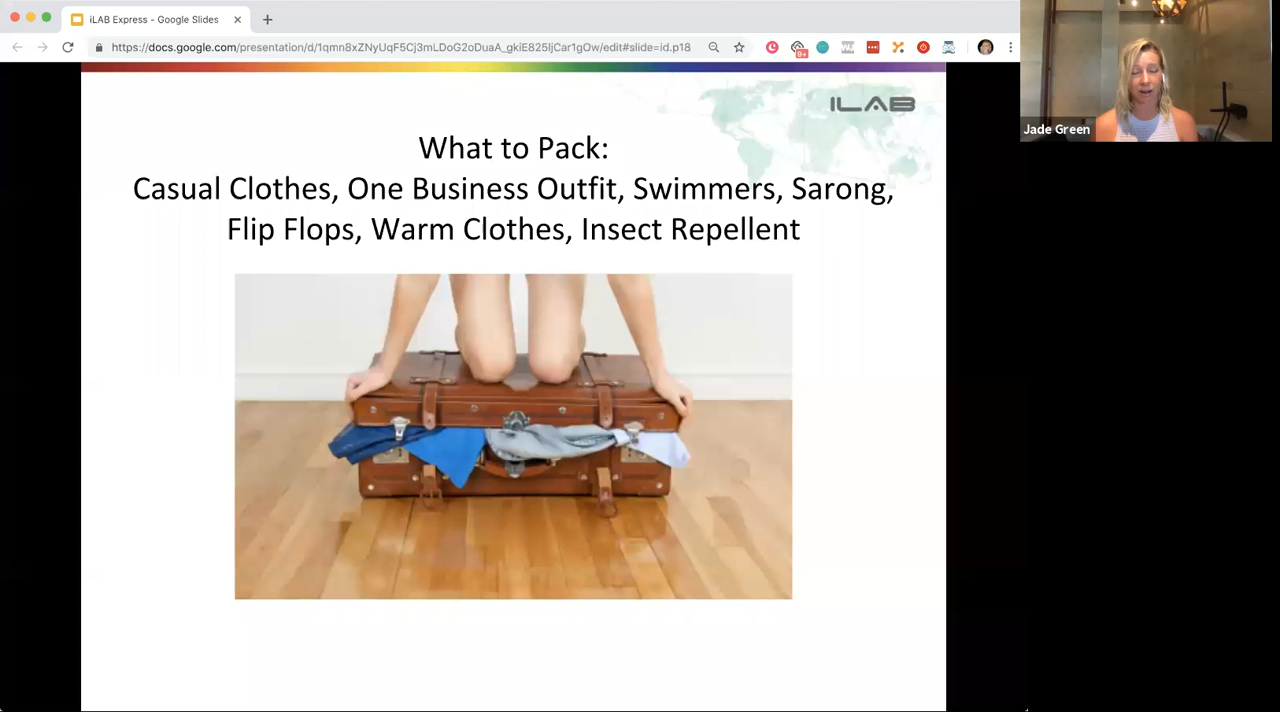 iLAB Express - Google Slides
https://docs.google.com/presentation/d/1qmn8xZNyUqF5Cj3mLDoG2oDuaA_gkiE825ljCar1gOw/edit#slide=id.p18
9+
Jade Green
ILAB
What to Pack:
Casual Clothes, One Business Outfit, Swimmers, Sarong,
Flip Flops, Warm Clothes, Insect Repellent